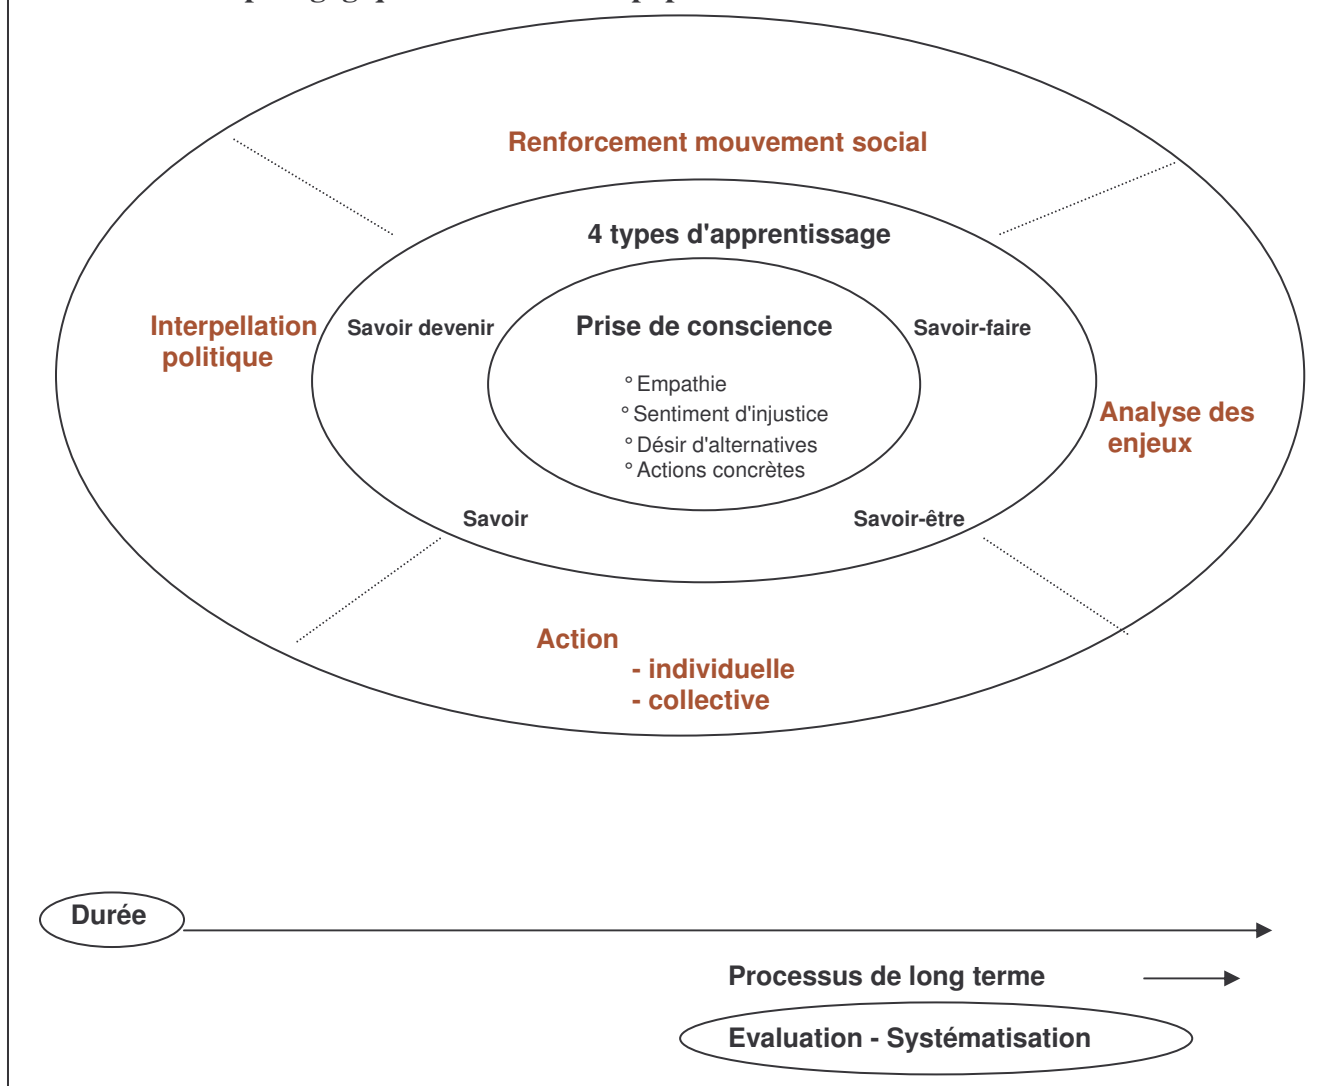 Renforcement mouvement social
4 types d'apprentissage
Interpellation
politique
Savoir devenir
Prise de conscience
Savoir-faire
° Empathie
° Sentiment d'injustice
° Désir d'alternatives
° Actions concrètes
Analyse des
enjeux
Savoir
Savoir-être
Action
- individuelle
- collective
Durée
Processus de long terme
Evaluation - Systématisation